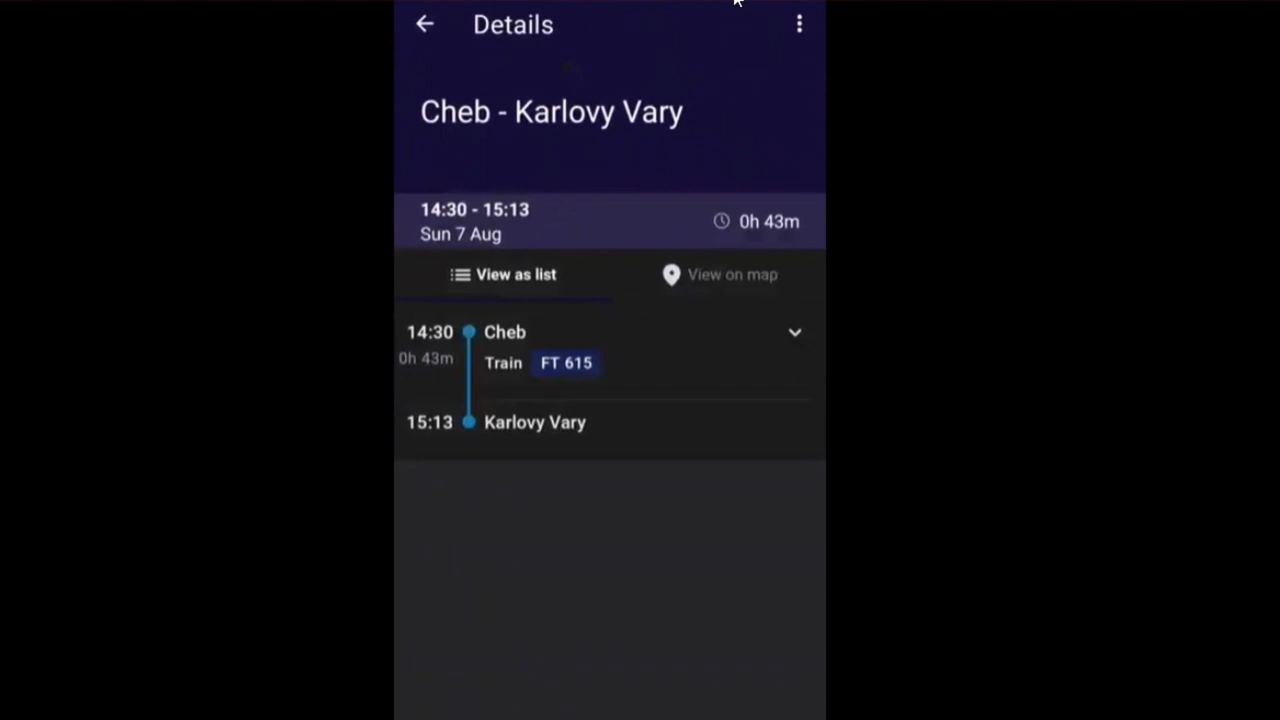 Details
Cheb - Karlovy Vary
14:30 - 15:13
Sun 7 Aug
0h 43m
View as list
View on map
14:30 Cheb
0h 43m Train FT 615
15:13 Karlovy Vary